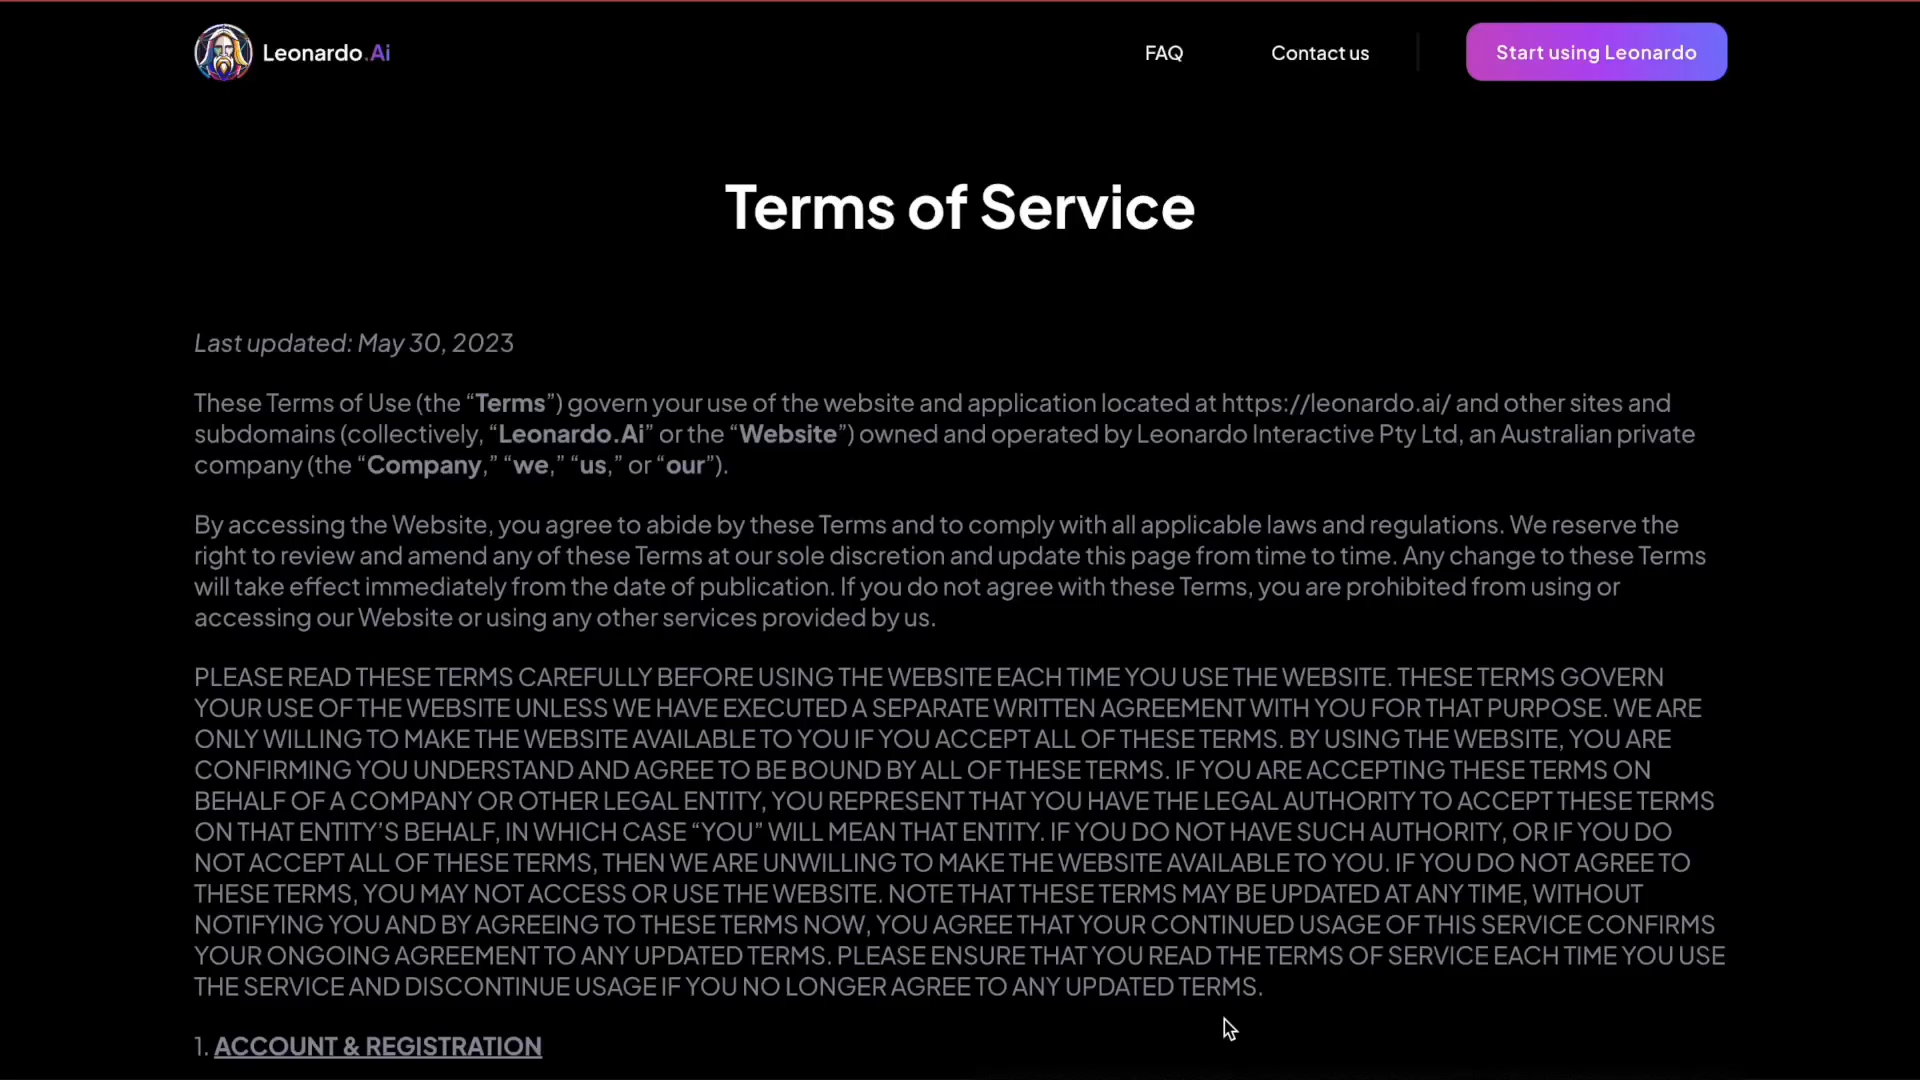 Leonardo.Ai
FAQ
Contact us
Start using Leonardo
Terms of Service
Last updated: May 30, 2023
These Terms of Use (the “Terms”) govern your use of the website and application located at https://leonardo.ai/ and other sites and
subdomains (collectively, “Leonardo.Ai” or the “Website”) owned and operated by Leonardo Interactive Pty Ltd, an Australian private
company (the “Company,” “we,” “us,” or “our”).
By accessing the Website, you agree to abide by these Terms and to comply with all applicable laws and regulations. We reserve the
right to review and amend any of these Terms at our sole discretion and update this page from time to time. Any change to these Terms
will take effect immediately from the date of publication. If you do not agree with these Terms, you are prohibited from using or
accessing our Website or using any other services provided by us.
PLEASE READ THESE TERMS CAREFULLY BEFORE USING THE WEBSITE EACH TIME YOU USE THE WEBSITE. THESE TERMS GOVERN
YOUR USE OF THE WEBSITE UNLESS WE HAVE EXECUTED A SEPARATE WRITTEN AGREEMENT WITH YOU FOR THAT PURPOSE. WE ARE
ONLY WILLING TO MAKE THE WEBSITE AVAILABLE TO YOU IF YOU ACCEPT ALL OF THESE TERMS. BY USING THE WEBSITE, YOU ARE
CONFIRMING YOU UNDERSTAND AND AGREE TO BE BOUND BY ALL OF THESE TERMS. IF YOU ARE ACCEPTING THESE TERMS ON
BEHALF OF A COMPANY OR OTHER LEGAL ENTITY, YOU REPRESENT THAT YOU HAVE THE LEGAL AUTHORITY TO ACCEPT THESE TERMS
ON THAT ENTITY’S BEHALF, IN WHICH CASE “YOU” WILL MEAN THAT ENTITY. IF YOU DO NOT HAVE SUCH AUTHORITY, OR IF YOU DO
NOT ACCEPT ALL OF THESE TERMS, THEN WE ARE UNWILLING TO MAKE THE WEBSITE AVAILABLE TO YOU. IF YOU DO NOT AGREE TO
THESE TERMS, YOU MAY NOT ACCESS OR USE THE WEBSITE. NOTE THAT THESE TERMS MAY BE UPDATED AT ANY TIME, WITHOUT
NOTIFYING YOU AND BY AGREEING TO THESE TERMS NOW, YOU AGREE THAT YOUR CONTINUED USAGE OF THIS SERVICE CONFIRMS
YOUR ONGOING AGREEMENT TO ANY UPDATED TERMS. PLEASE ENSURE THAT YOU READ THE TERMS OF SERVICE EACH TIME YOU USE
THE SERVICE AND DISCONTINUE USAGE IF YOU NO LONGER AGREE TO ANY UPDATED TERMS.
1. ACCOUNT & REGISTRATION